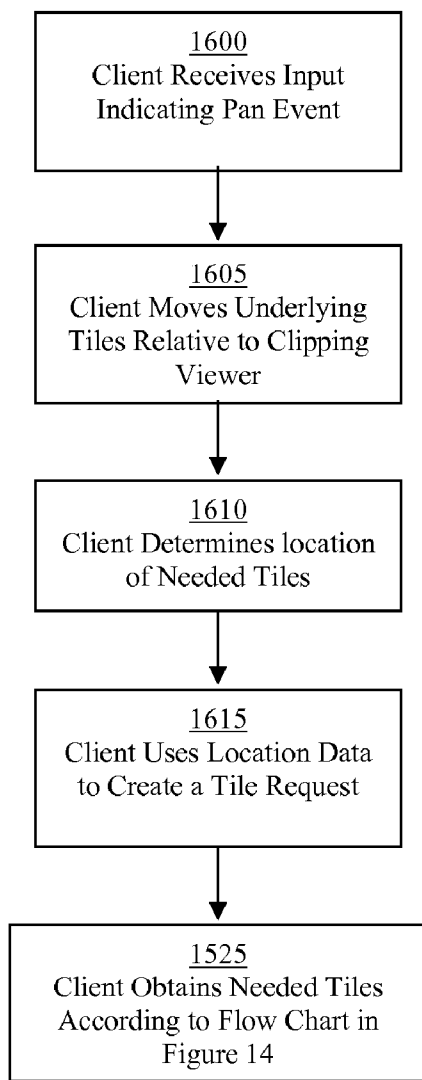 1600
Client Receives Input
Indicating Pan Event
1605
Client Moves Underlying
Tiles Relative to Clipping
Viewer
1610
Client Determines location
of Needed Tiles
1615
Client Uses Location Data
to Create a Tile Request
1525
Client Obtains Needed Tiles
According to Flow Chart in
Figure 14